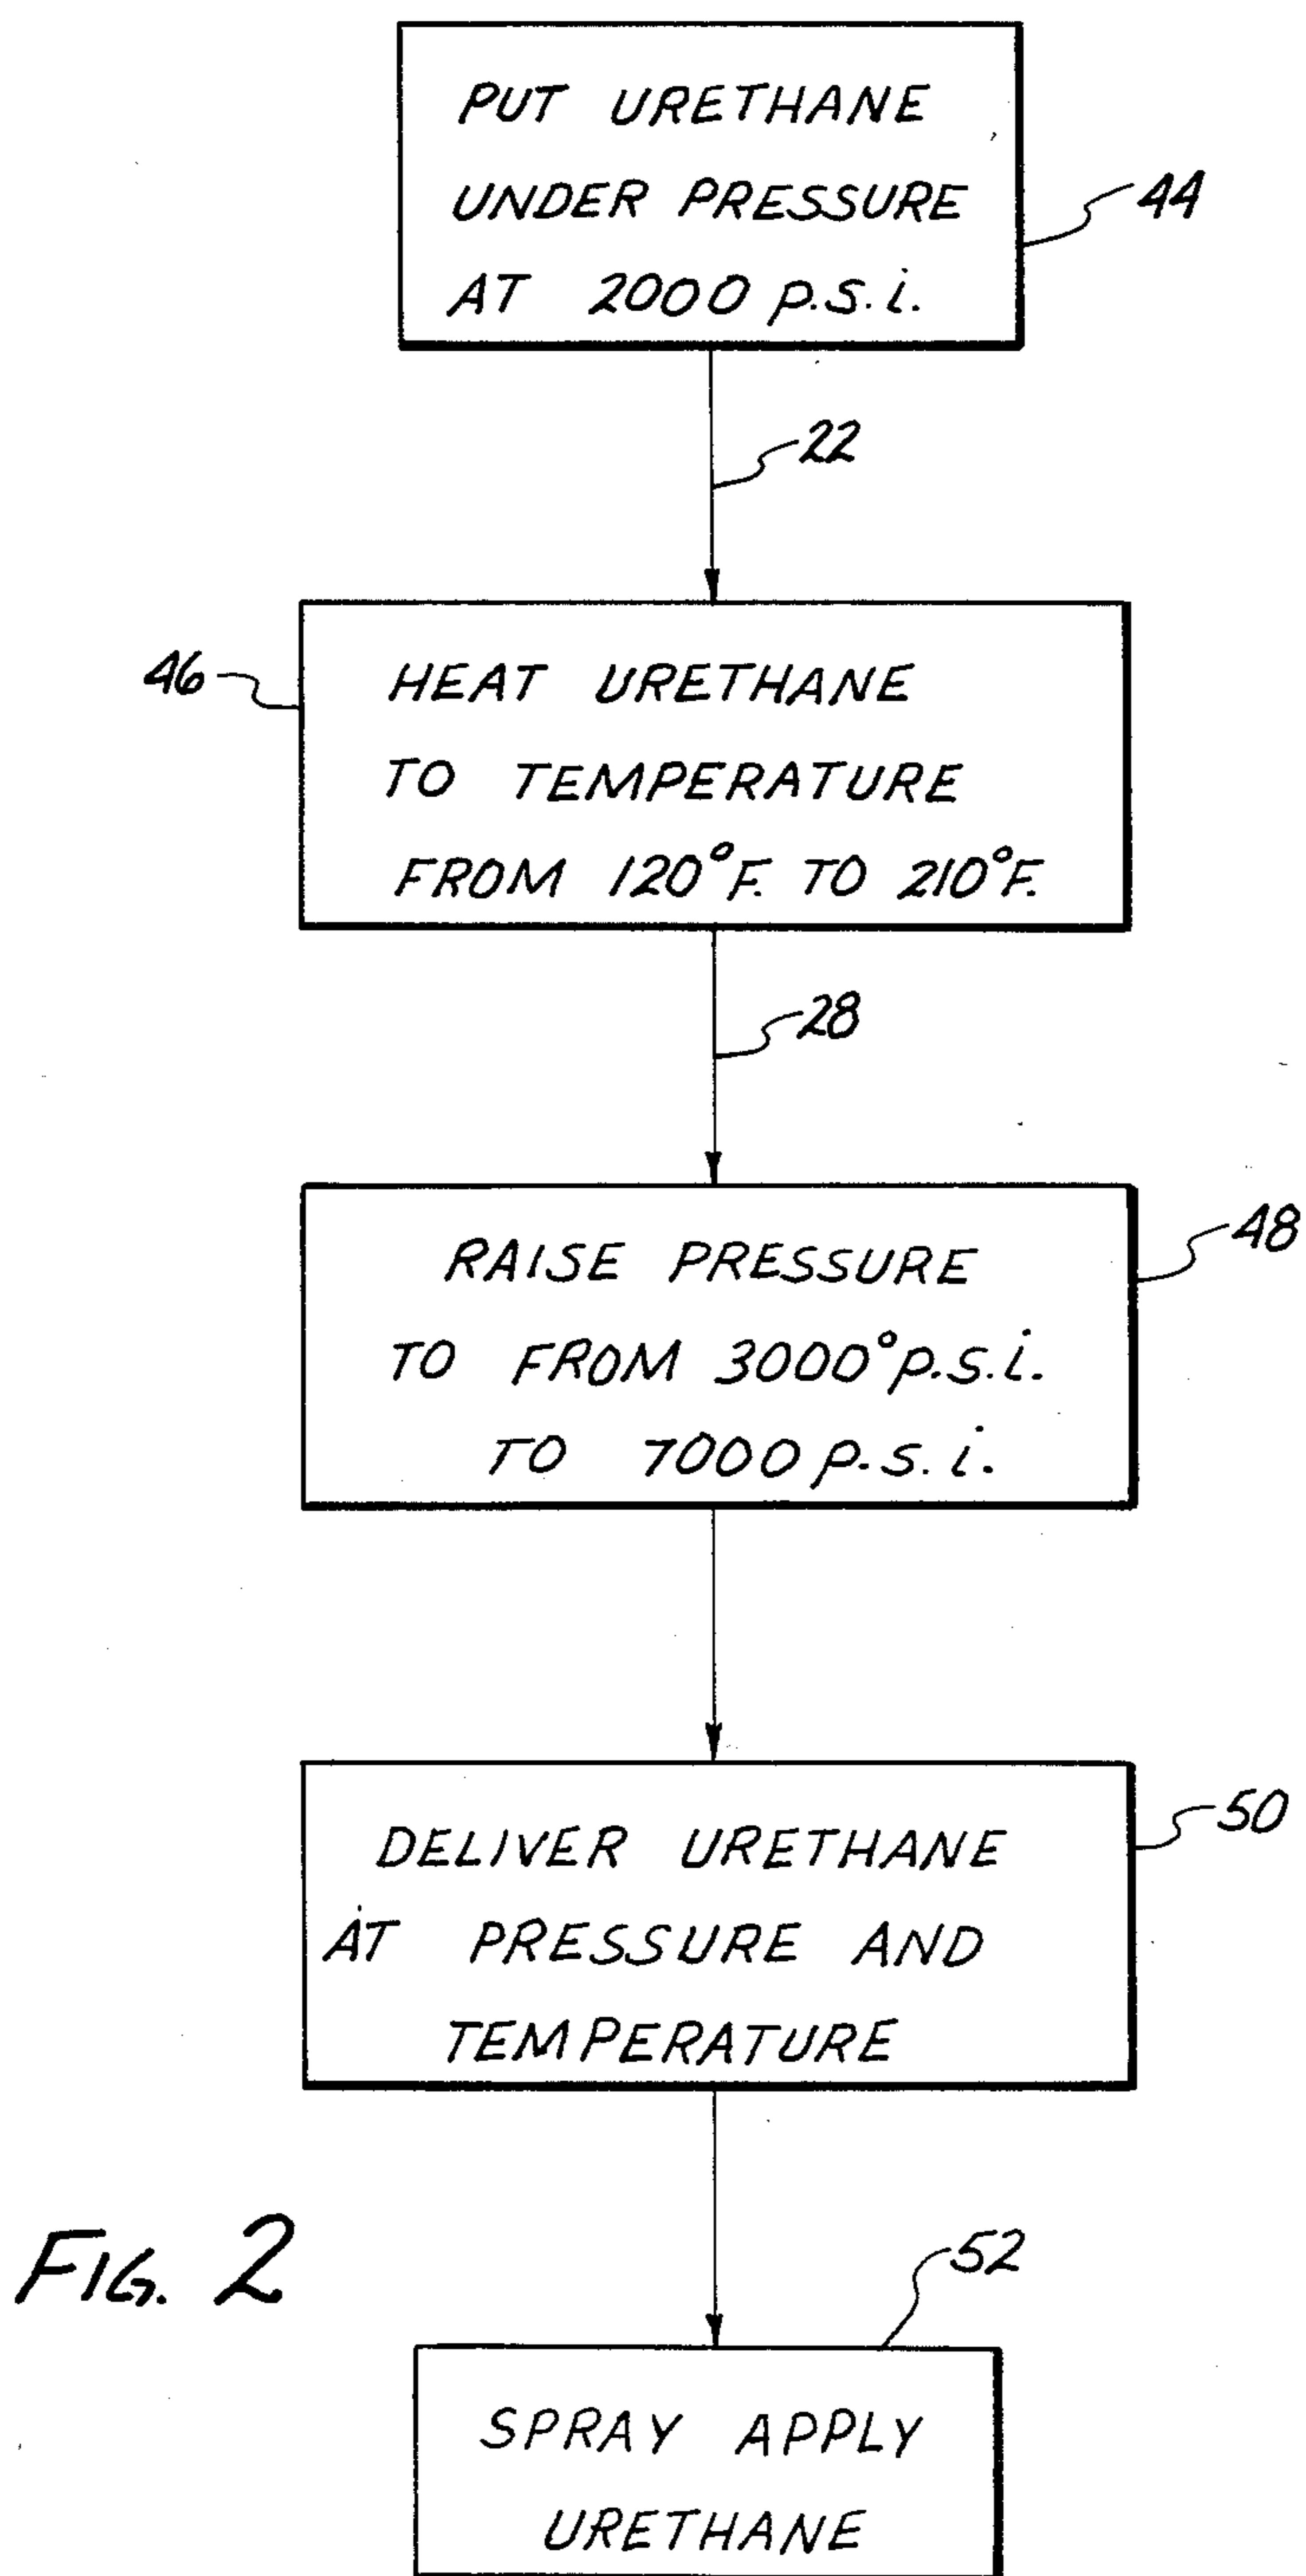 PUT URETHANE
UNDER PRESSURE
AT 2000 p.s.i.
44
22
46
HEAT URETHANE
TO TEMPERATURE
FROM 120°F. TO 210°F.
28
RAISE PRESSURE
TO FROM 3000° p.s.i.
TO 7000 p.s.i.
48
DELIVER URETHANE
AT PRESSURE AND
TEMPERATURE
50
FIG. 2
52
SPRAY APPLY
URETHANE